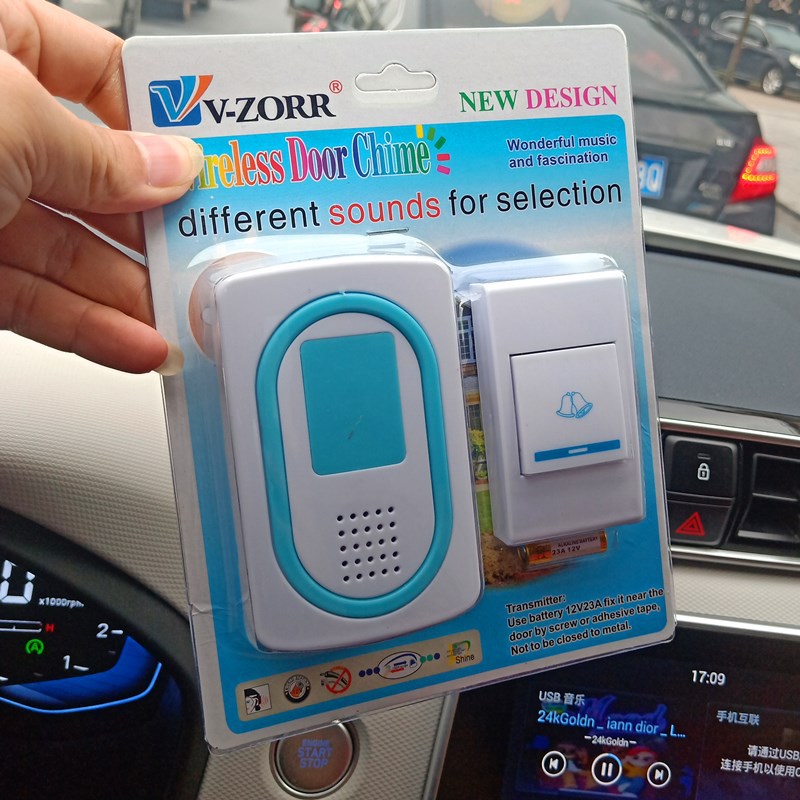 V-ZORR®
NEW DESIGN
Wireless Door Chime
Wonderful music
and fascination
different sounds for selection
ALKALINE BATTERY
23A 12V
Transmitter:
Use battery 12V23A fix it near the
door by screw or adhesive tape,
Not to be closed to metal.
Shine
x1000rpm
H
A
2
1
START
STOP
17:09
USB 音乐
24kGoldn _ iann dior _ L...
24kGoldn
手机互联
请通过USB
连接手机以使用C